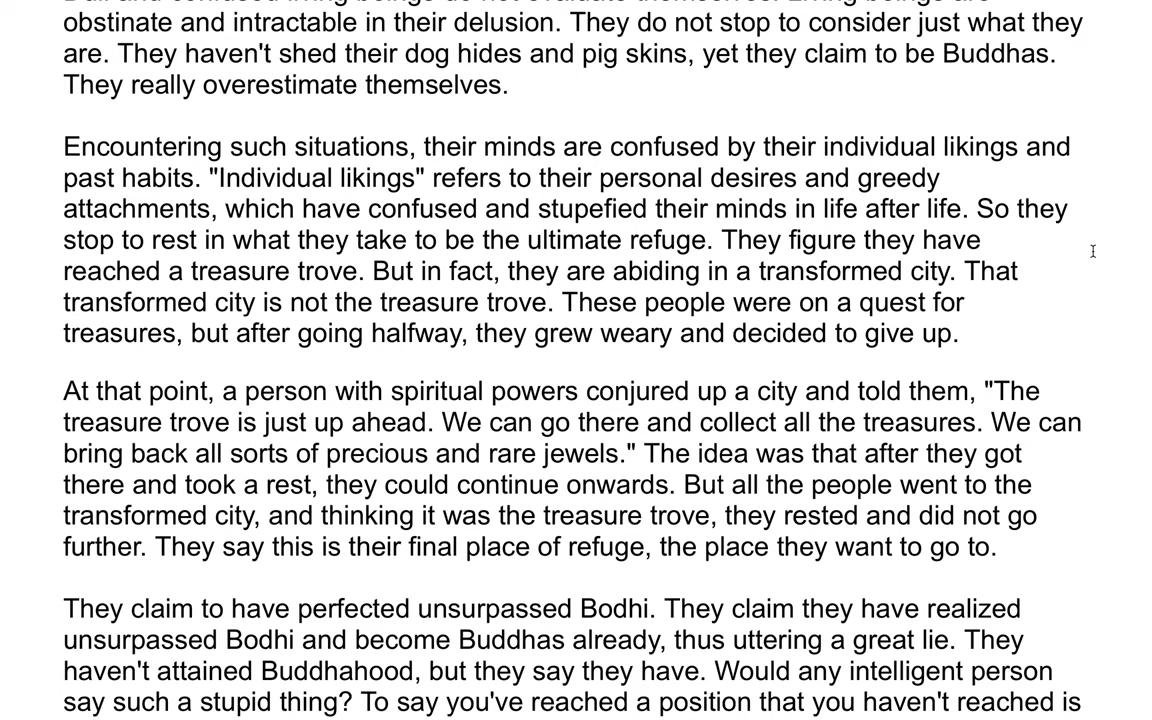 obstinate and intractable in their delusion. They do not stop to consider just what they
are. They haven't shed their dog hides and pig skins, yet they claim to be Buddhas.
They really overestimate themselves.
Encountering such situations, their minds are confused by their individual likings and
past habits. "Individual likings" refers to their personal desires and greedy
attachments, which have confused and stupefied their minds in life after life. So they
stop to rest in what they take to be the ultimate refuge. They figure they have
reached a treasure trove. But in fact, they are abiding in a transformed city. That
transformed city is not the treasure trove. These people were on a quest for
treasures, but after going halfway, they grew weary and decided to give up.
At that point, a person with spiritual powers conjured up a city and told them, "The
treasure trove is just up ahead. We can go there and collect all the treasures. We can
bring back all sorts of precious and rare jewels." The idea was that after they got
there and took a rest, they could continue onwards. But all the people went to the
transformed city, and thinking it was the treasure trove, they rested and did not go
further. They say this is their final place of refuge, the place they want to go to.
They claim to have perfected unsurpassed Bodhi. They claim they have realized
unsurpassed Bodhi and become Buddhas already, thus uttering a great lie. They
haven't attained Buddhahood, but they say they have. Would any intelligent person
say such a stupid thing? To say you've reached a position that you haven't reached is